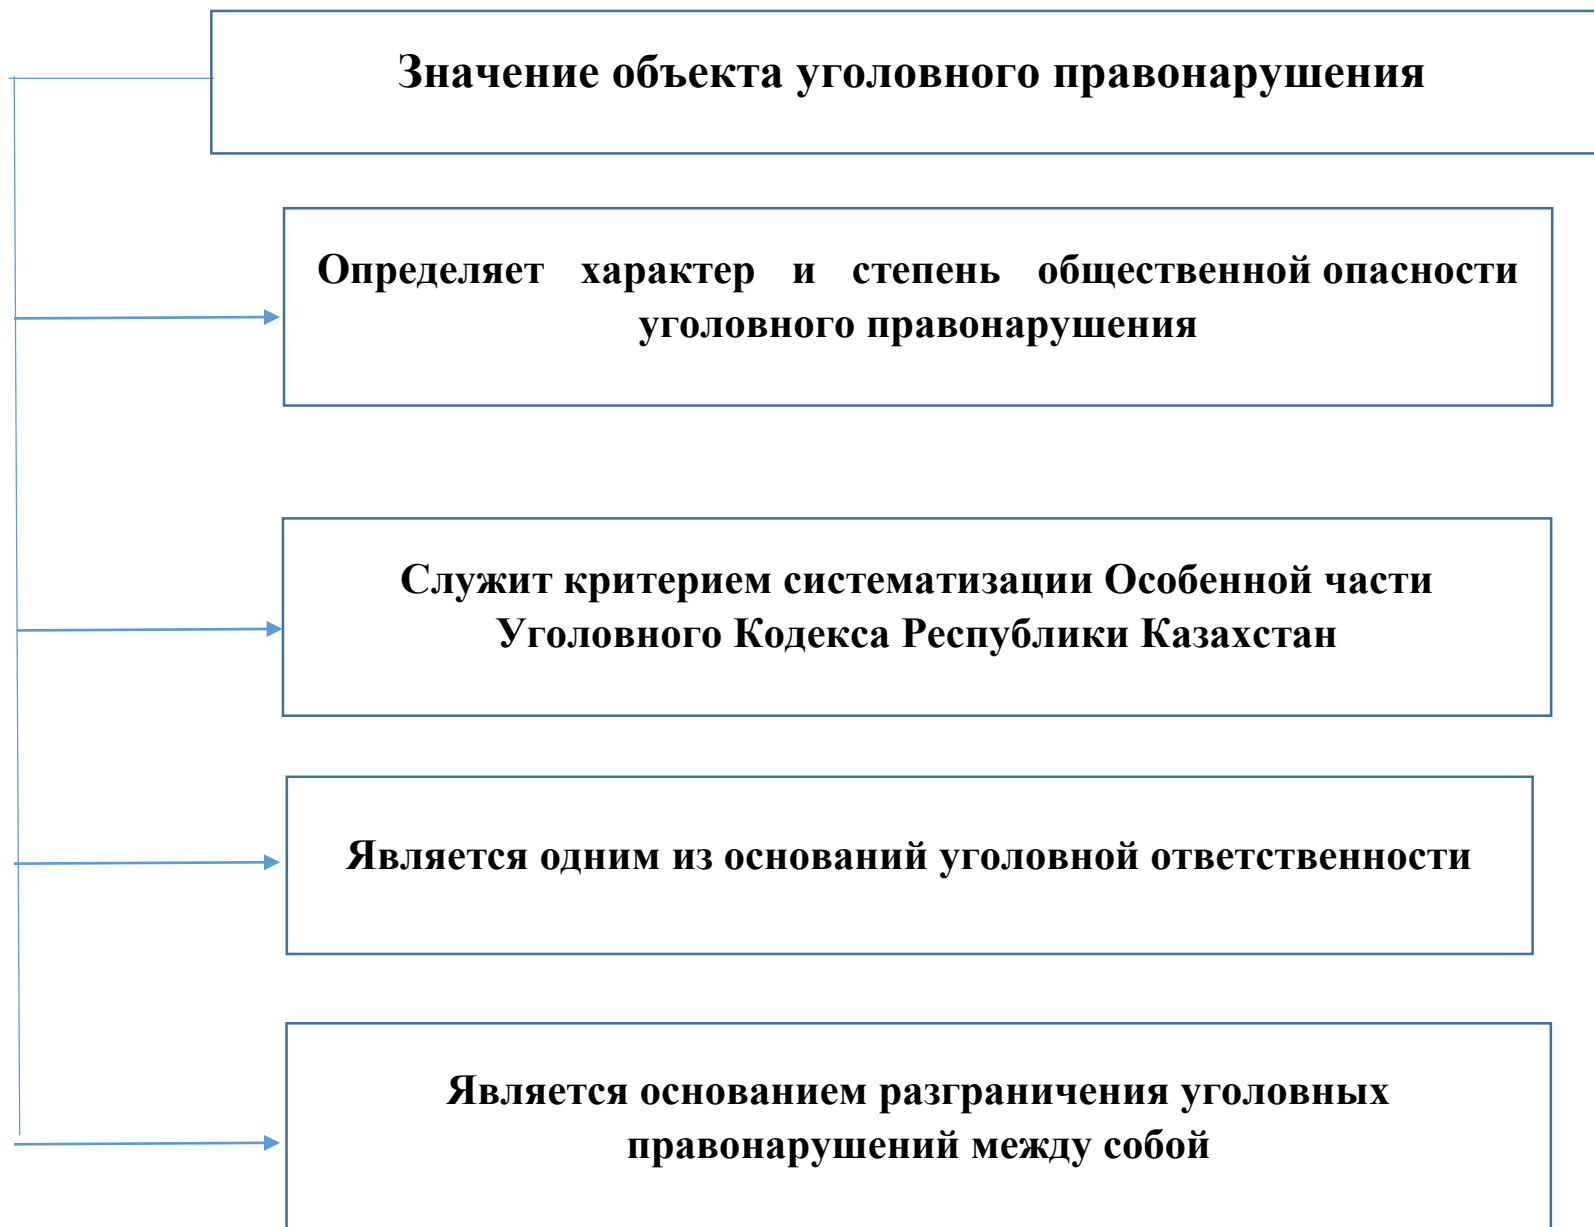 Значение объекта уголовного правонарушения
Определяет характер и степень общественной опасности
уголовного правонарушения
Служит критерием систематизации Особенной части
Уголовного Кодекса Республики Казахстан
Является одним из оснований уголовной ответственности
Является основанием разграничения уголовных
правонарушений между собой